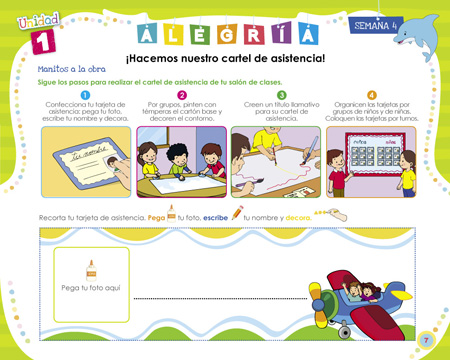 Unidad
1
ALEGRÍA
SEMANA 4
¡Hacemos nuestro cartel de asistencia!
Manitos a la obra
Sigue los pasos para realizar el cartel de asistencia de tu salón de clases.
1
Confecciona tu tarjeta de
asistencia: pega tu foto,
escribe tu nombre y decora.
2
Por grupos, pinten con
témperas el cartón base y
decoren el contorno.
3
Creen un título llamativo
para su cartel de
asistencia.
4
Organicen las tarjetas por
grupos de niños y de niñas.
Coloquen las tarjetas por turnos.
Tu nombre
niños niñas
Recorta tu tarjeta de asistencia. Pega tu foto, escribe tu nombre y decora.
Pega tu foto aquí
7